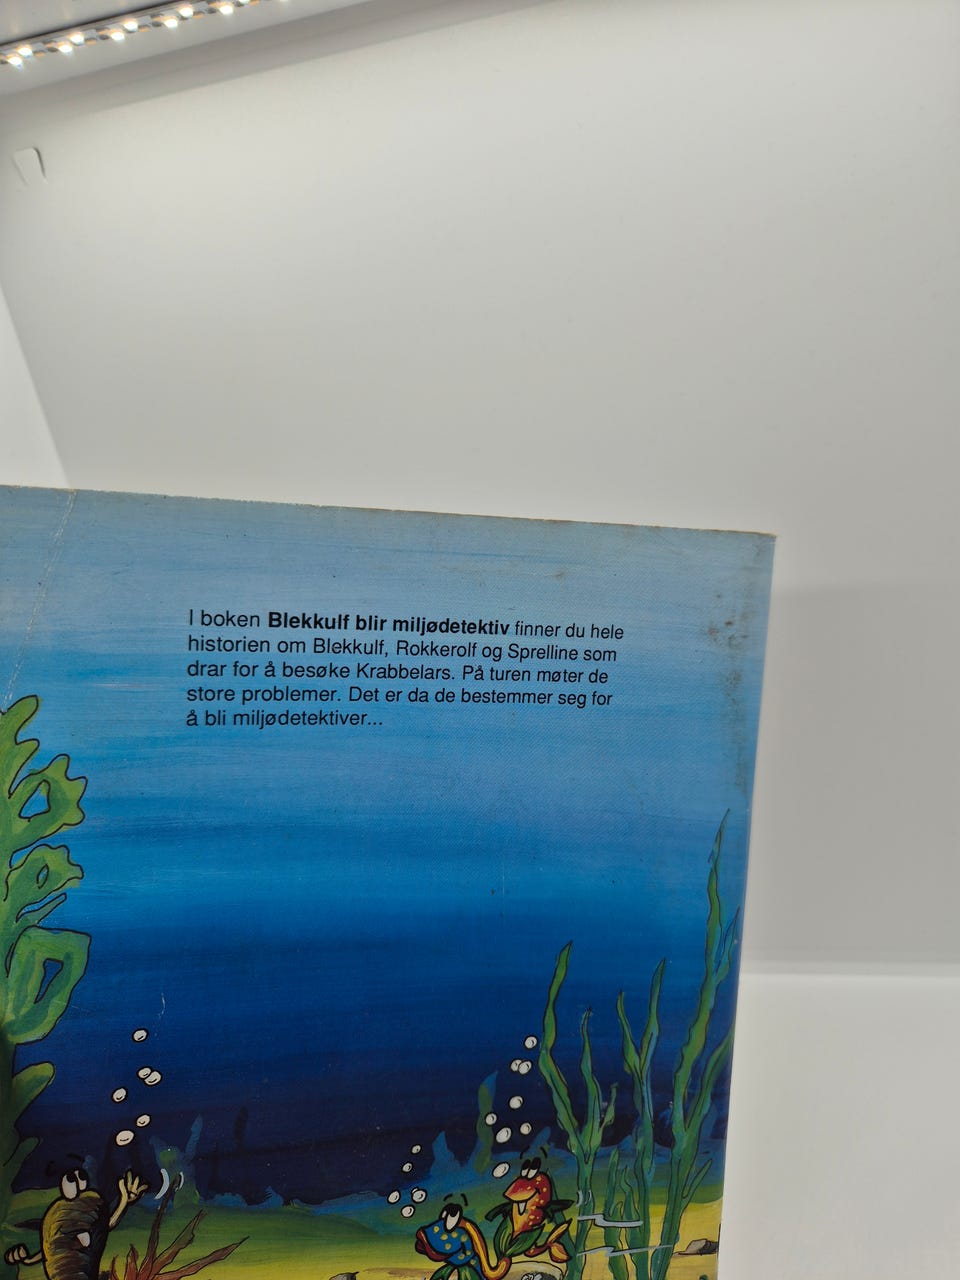 I boken Blekkulf blir miljødetektiv finner du hele
historien om Blekkulf, Rokkerolf og Sprelline som
drar for å besøke Krabbelars. På turen møter de
store problemer. Det er da de bestemmer seg for
å bli miljødetektiver...